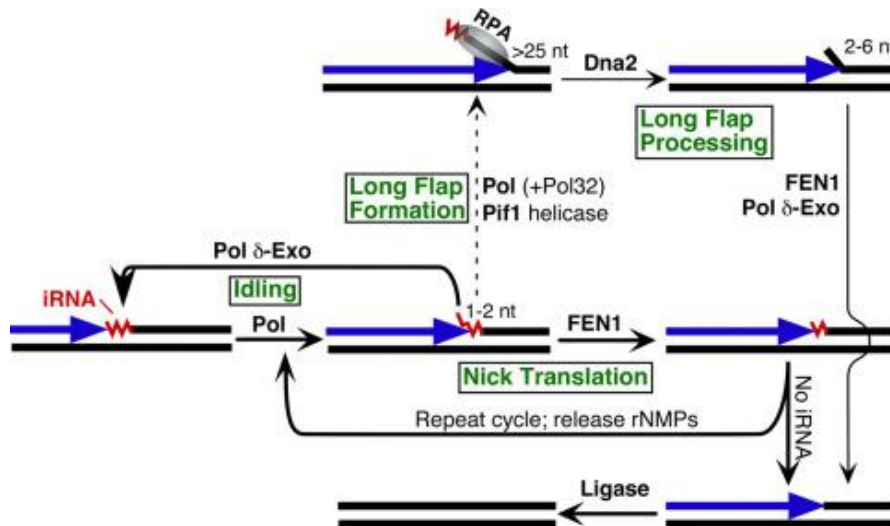 RPA
>25 nt
Dna2
2-6 n
Long Flap
Processing
Long Flap
Formation
Pol (+Pol32)
Pif1 helicase
FEN1
Pol δ-Exo
Pol δ-Exo
Idling
iRNA
Pol
1-2 nt
FEN1
Nick Translation
Repeat cycle; release rNMPs
No iRNA
Ligase